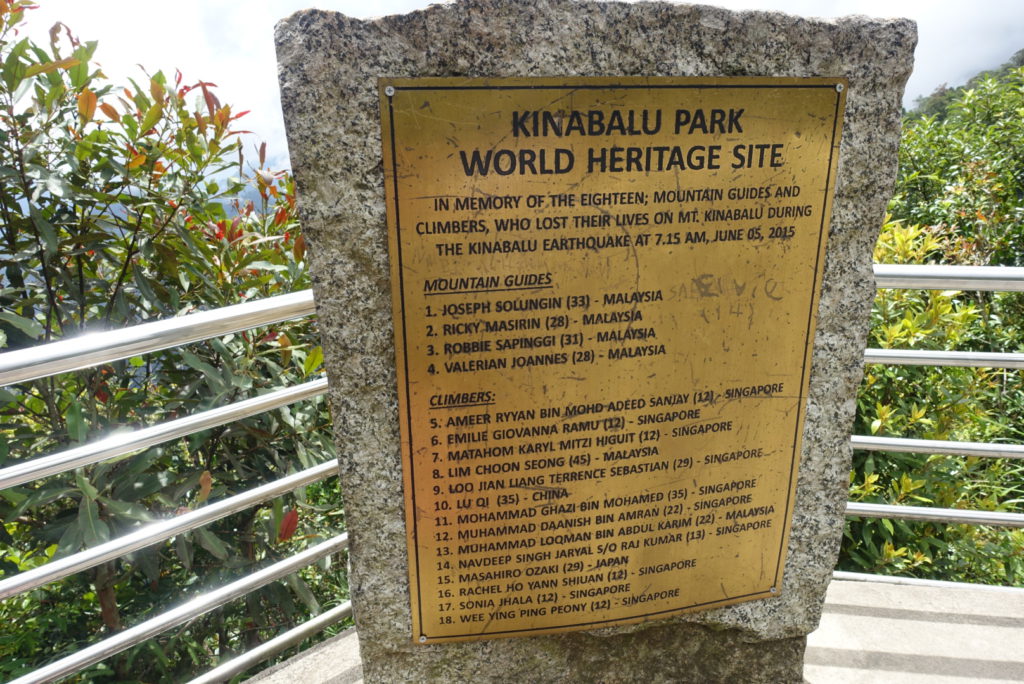 KINABALU PARK
WORLD HERITAGE SITE
IN MEMORY OF THE EIGHTEEN; MOUNTAIN GUIDES AND
CLIMBERS, WHO LOST THEIR LIVES ON MT. KINABALU DURING
THE KINABALU EARTHQUAKE AT 7.15 AM, JUNE 05, 2015
MOUNTAIN GUIDES
1. JOSEPH SOLUNGIN (33) - MALAYSIA
2. RICKY MASIRIN (28) - MALAYSIA
3. ROBBIE SAPINGGI (31) - MALAYSIA
4. VALERIAN JOANNES (28) - MALAYSIA
CLIMBERS:
5. AMEER RYYAN BIN MOHD ADEED SANJAY (12) - SINGAPORE
6. EMILIE GIOVANNA RAMU (12) - SINGAPORE
7. MATAHOM KARYL MITZI HIGUIT (12) - SINGAPORE
8. LIM CHOON SEONG (45) - MALAYSIA
9. LOO JIAN LIANG TERRENCE SEBASTIAN (29) - SINGAPORE
10. LU QI (35) - CHINA
11. MOHAMMAD GHAZI BIN MOHAMED (35) - SINGAPORE
12. MUHAMMAD DAANISH BIN AMRAN (22) - SINGAPORE
13. MUHAMMAD LOQMAN BIN ABDUL KARIM (22) - MALAYSIA
14. NAVDEEP SINGH JARYAL S/O RAJ KUMAR (13) - SINGAPORE
15. MASAHIRO OZAKI (29) - JAPAN
16. RACHEL HO YANN SHIUAN (12) - SINGAPORE
17. SONIA JHALA (12) - SINGAPORE
18. WEE YING PING PEONY (12) - SINGAPORE